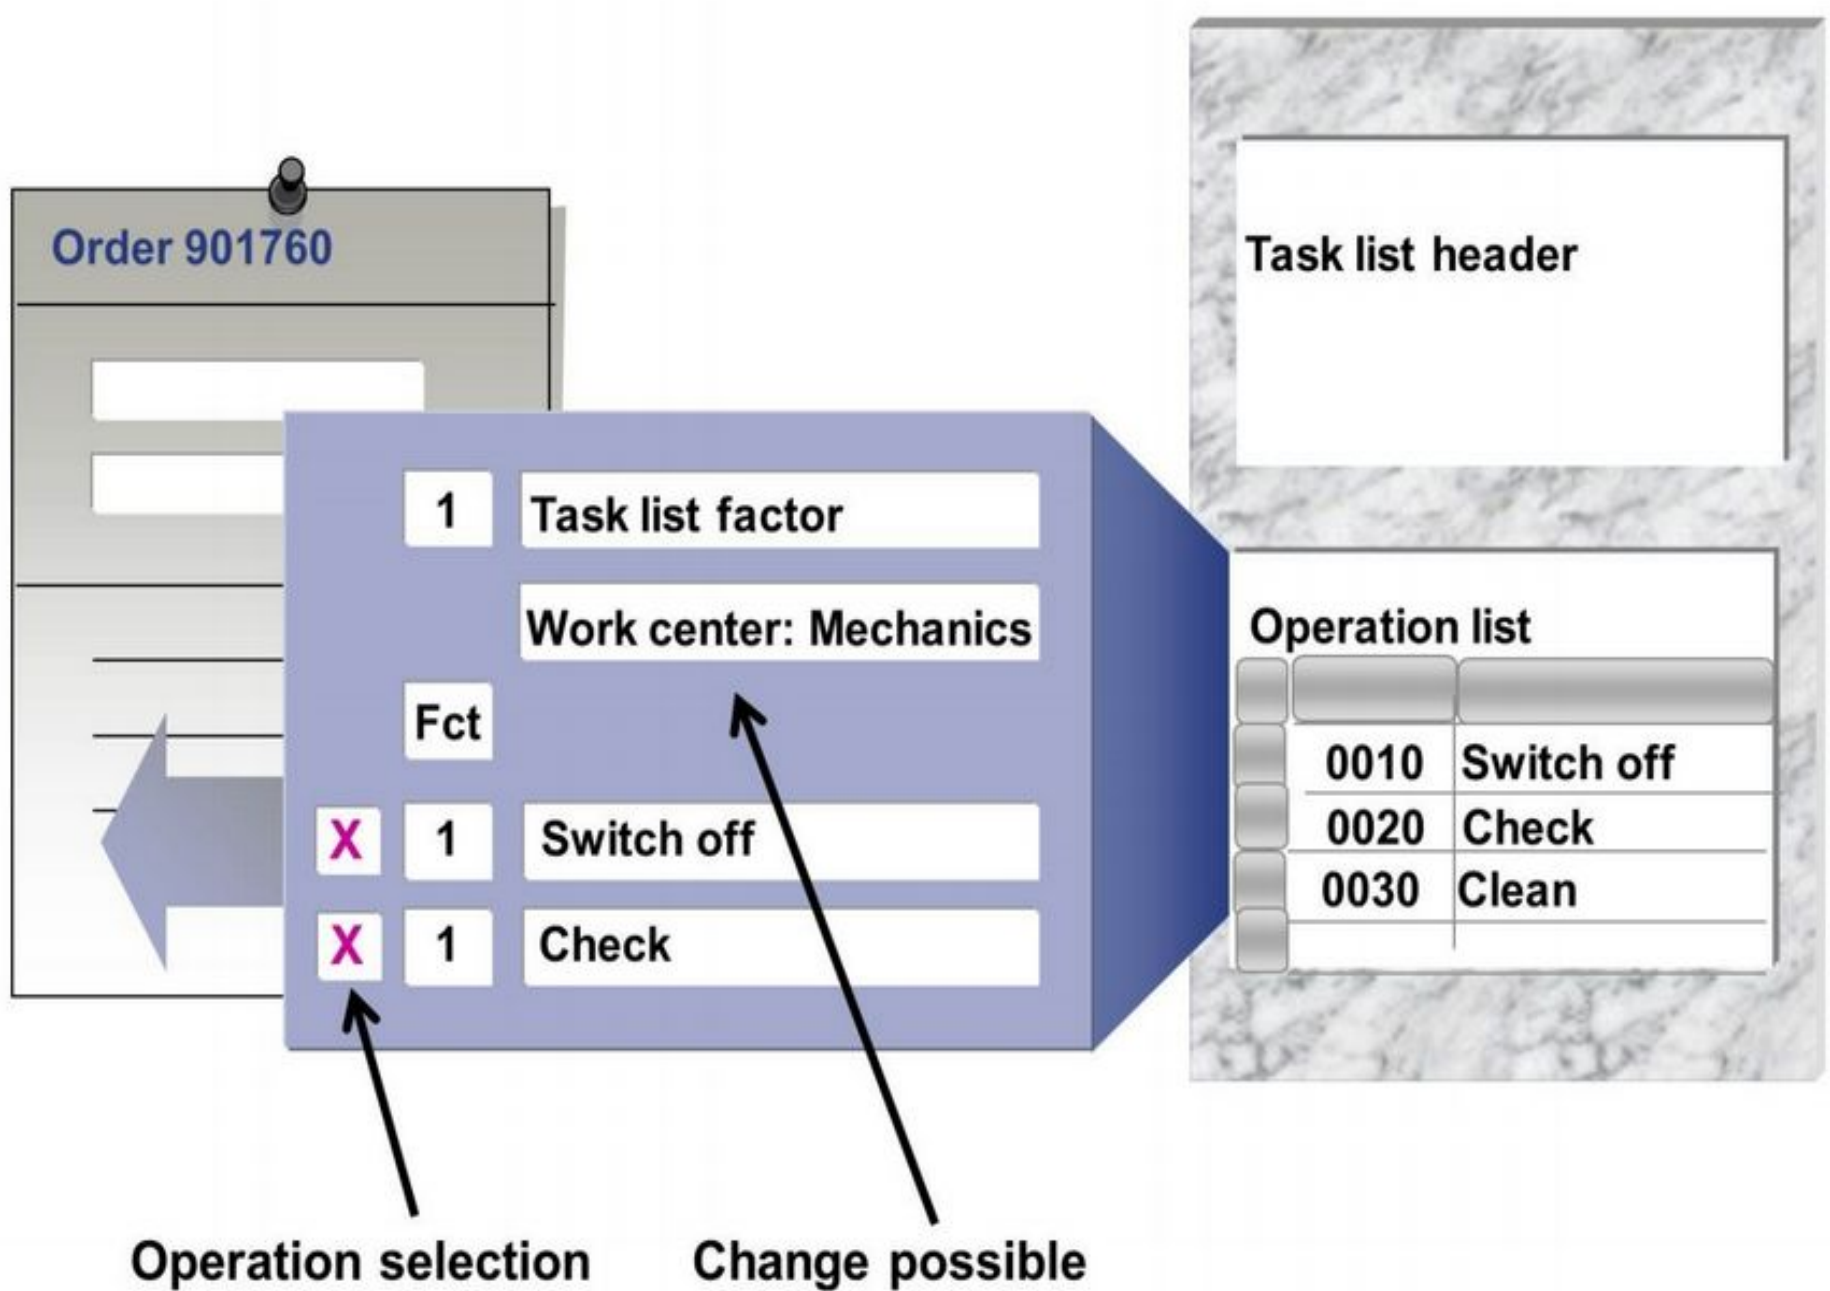 Order 901760
1 Task list factor
Work center: Mechanics
Fct
X 1 Switch off
X 1 Check
Operation selection
Change possible
Task list header
Operation list
0010 Switch off
0020 Check
0030 Clean